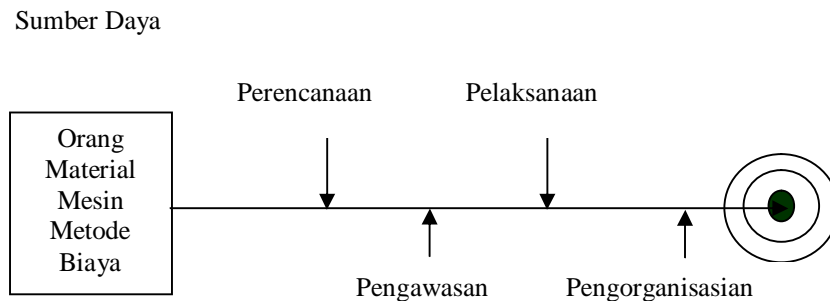 Sumber Daya
Perencanaan
Pelaksanaan
Orang
Material
Mesin
Metode
Biaya
Pengawasan
Pengorganisasian